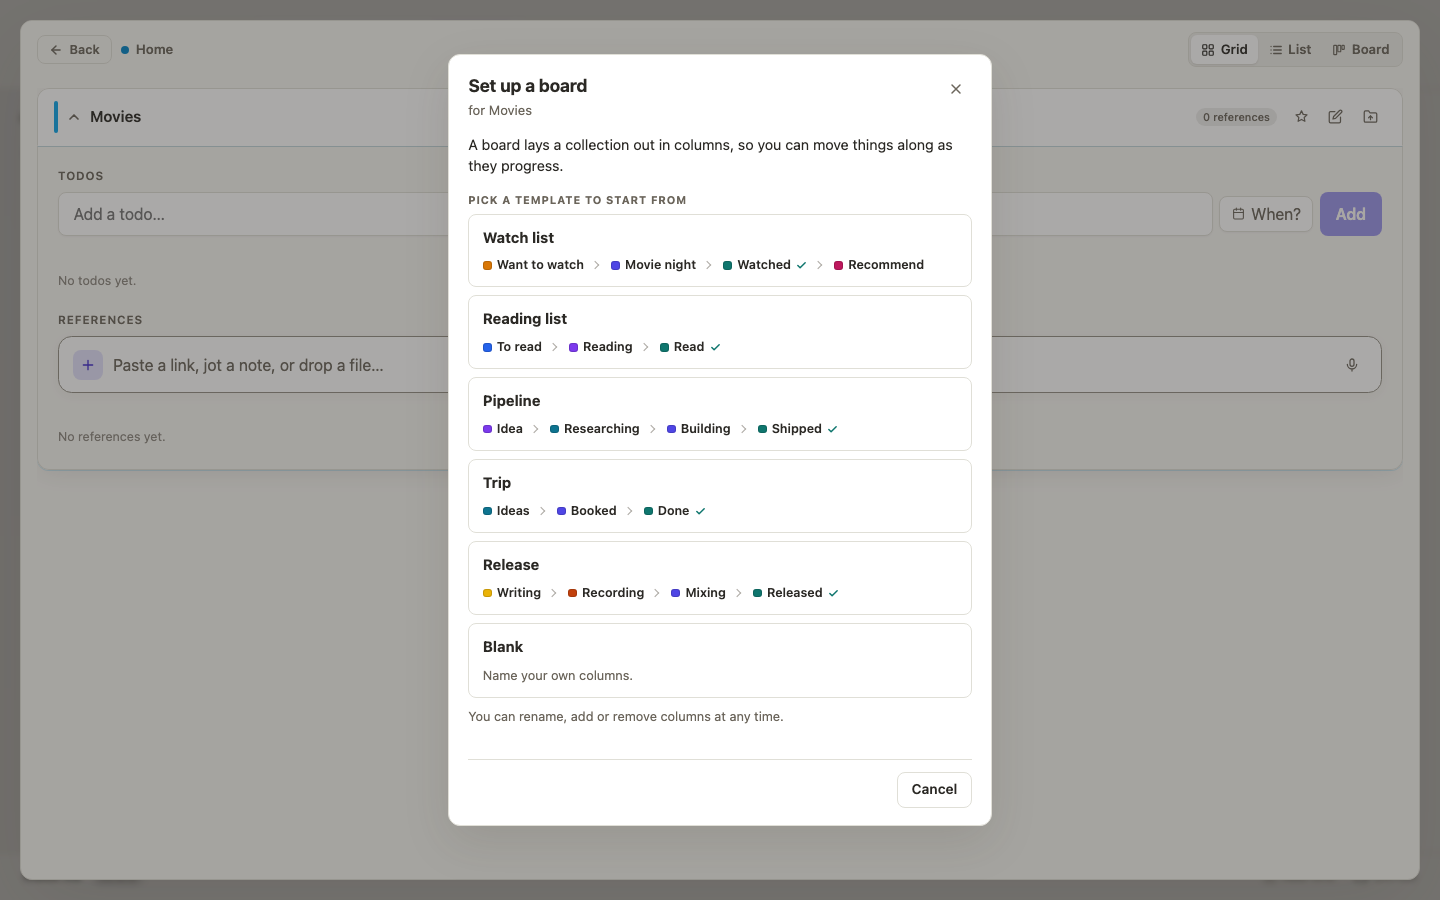 Back
Home
Grid
List
Board
Movies
0 references
TODOS
Add a todo...
When?
Add
No todos yet.
REFERENCES
Paste a link, jot a note, or drop a file...
No references yet.
Set up a board
for Movies
A board lays a collection out in columns, so you can move things along as
they progress.
PICK A TEMPLATE TO START FROM
Watch list
Want to watch > Movie night > Watched ✓ > Recommend
Reading list
To read > Reading > Read ✓
Pipeline
Idea > Researching > Building > Shipped ✓
Trip
Ideas > Booked > Done ✓
Release
Writing > Recording > Mixing > Released ✓
Blank
Name your own columns.
You can rename, add or remove columns at any time.
Cancel